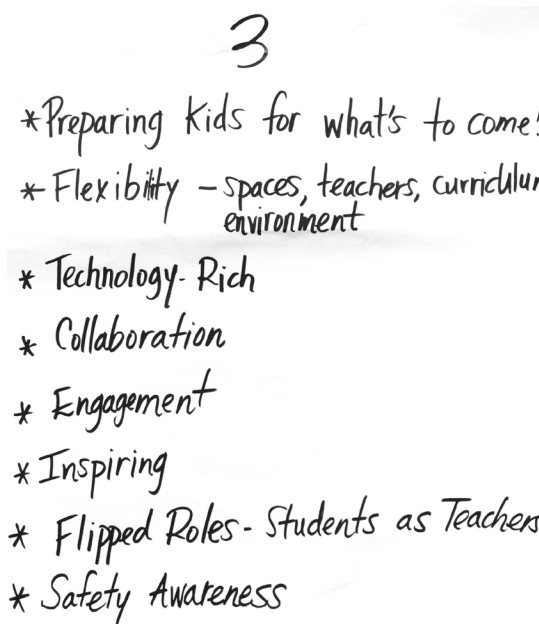 3
*Preparing Kids for what's to come!
*Flexibility - spaces, teachers, curriculum
environment
* Technology-Rich
* Collaboration
* Engagement
* Inspiring
* Flipped Roles - Students as Teachers
* Safety Awareness